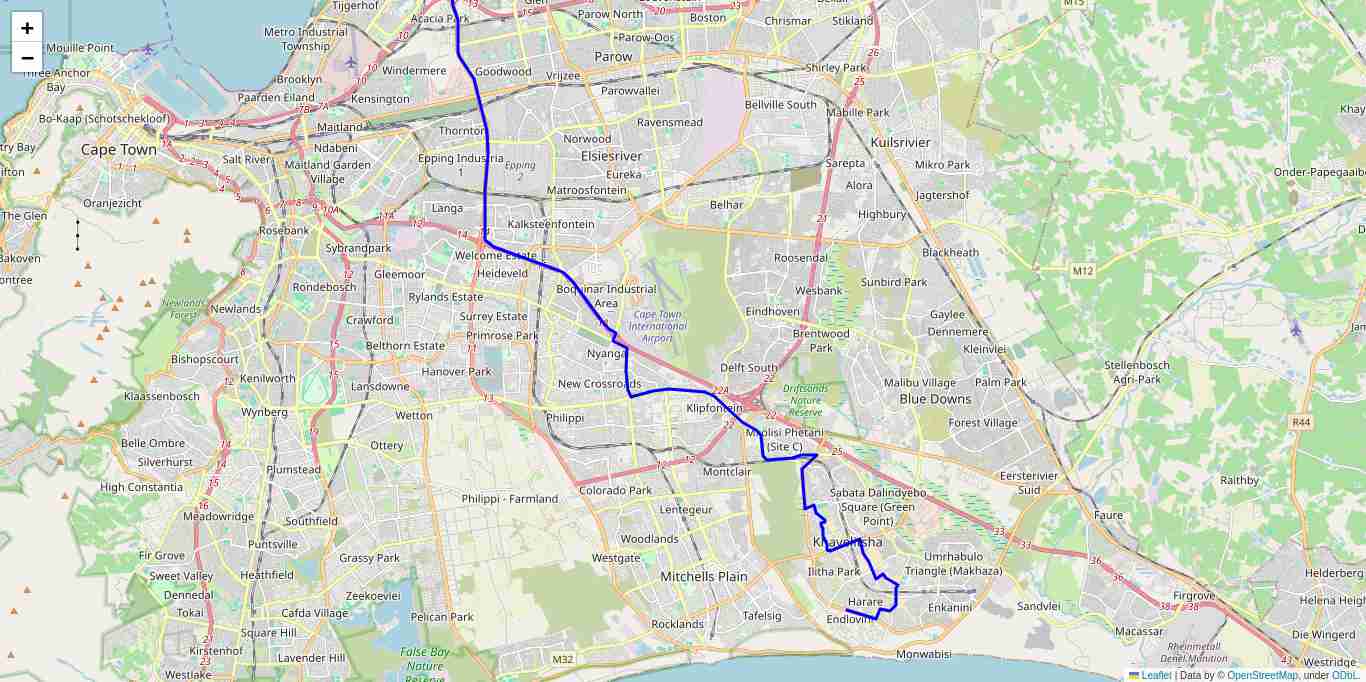 Tijgerhof
Acacia Park
Glen
Parow North
Boston
Chrismar
Stikland
M15
+
−
Metro Industrial
Township
Parow-Oos
Parow
Mouille Point
Three Anchor
Bay
Windermere
Goodwood
Vrijzee
Shirley Park
Brooklyn
Paarden Eiland
Kensington
Parowvallei
Bellville South
Mabille Park
Bo-Kaap (Schotschekloof)
Maitland
Thornton
Ravensmead
Cape Town
Ndabeni
Norwood
Kuilsrivier
Salt River
Maitland Garden
Village
Epping Industria
1
Epping
2
Elsiesriver
Eureka
Sarepta
Mikro Park
Onder-Papegaaibe
Matroosfontein
Alora
Jagtershof
Oranjezicht
The Glen
Langa
Belhar
Highbury
Kalksteenfontein
Rosebank
Sybrandpark
Welcome Estate
Bakoven
Roosendal
Blackheath
Gleemoor
Heideveld
M12
Rondebosch
Rylands Estate
Boquinar Industrial
Area
Wesbank
Sunbird Park
Newlands
Forest
Newlands
Crawford
Surrey Estate
Cape Town
International
Airport
Eindhoven
Gaylee
Belthorn Estate
Primrose Park
Brentwood
Park
Dennemere
Bishopscourt
Nyanga
Kleinvlei
Kenilworth
Hanover Park
Delft South
Stellenbosch
Agri-Park
Klaassenbosch
Lansdowne
New Crossroads
Driftsands
Nature
Reserve
Malibu Village
Palm Park
Wynberg
Wetton
Philippi
Klipfontein
Blue Downs
R44
Forest Village
Belle Ombre
Ottery
Mxolisi Phetani
(Site C)
Silverhurst
Plumstead
Montclair
Eersterivier
Suid
Raithby
High Constantia
Philippi - Farmland
Colorado Park
Sabata Dalindyebo
Square (Green
Point)
Meadowridge
Southfield
Lentegeur
Faure
Puntsville
Woodlands
Khayelitsha
Fir Grove
Grassy Park
Westgate
Umrhabulo
Triangle (Makhaza)
Sweet Valley
Heathfield
Mitchells Plain
Ilitha Park
Helderberg
Dennedal
Zeekoevlei
Harare
Enkanini
Firgrove
Helena Heigh
Tokai
Cafda Village
Pelican Park
Tafelsig
Endlovini
Sandvlei
Square Hill
Rocklands
Macassar
Die Wingerd
Kirstenhof
Lavender Hill
False Bay
Nature
Reserve
M32
Monwabisi
Rheinmetall
Denel Munition
Westridge
Westlake
Leaflet | Data by © OpenStreetMap, under ODbL.